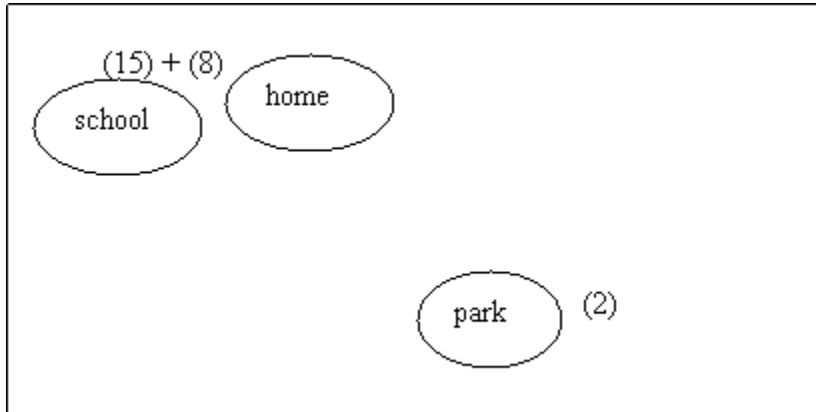 (15) + (8)
home
school
(2)
park